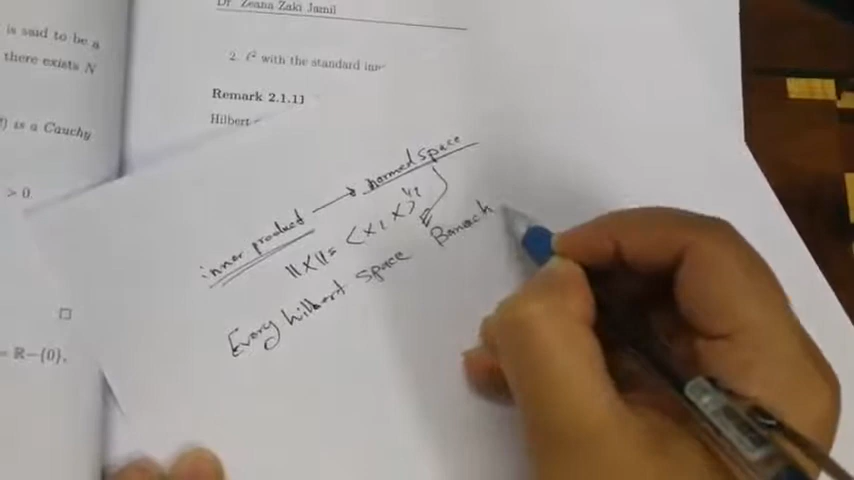 is said to be a
there exists N
) is a Cauchy
> 0.
□
= ℝ−{0},
Dr. Zeana Zaki Jamil
2. ℓ² with the standard inn
Remark 2.1.11
Hilbert
inner product → normed space
||x|| = <x, x>^1/2
Every hilbert space Banach